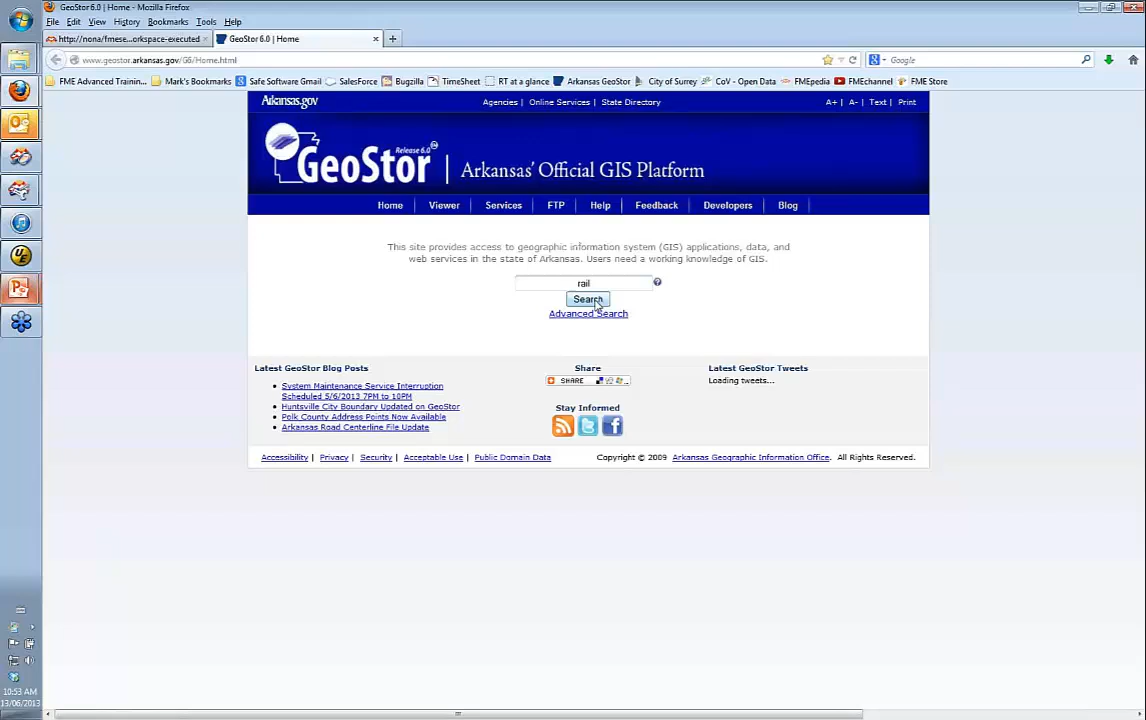 GeoStor 6.0 | Home - Mozilla Firefox
File Edit View History Bookmarks Tools Help
http://nona/fmese...orkspace-executed
GeoStor 6.0 | Home
www.geostor.arkansas.gov/G6/Home.html
Google
FME Advanced Trainin... Mark's Bookmarks Safe Software Gmail SalesForce Bugzilla TimeSheet RT at a glance Arkansas GeoStor City of Surrey CoV - Open Data FMEpedia FMEchannel FME Store
Arkansas.gov
Agencies | Online Services | State Directory
A+ | A- | Text | Print
GeoStor Release 6.0 | Arkansas' Official GIS Platform
Home Viewer Services FTP Help Feedback Developers Blog
This site provides access to geographic information system (GIS) applications, data, and
web services in the state of Arkansas. Users need a working knowledge of GIS.
rail
Search
Advanced Search
Latest GeoStor Blog Posts
System Maintenance Service Interruption
Scheduled 5/6/2013 7PM to 10PM
Huntsville City Boundary Updated on GeoStor
Polk County Address Points Now Available
Arkansas Road Centerline File Update
Share
SHARE
Stay Informed
Latest GeoStor Tweets
Loading tweets...
Accessibility | Privacy | Security | Acceptable Use | Public Domain Data
Copyright © 2009 Arkansas Geographic Information Office. All Rights Reserved.
10:53 AM
13/06/2013